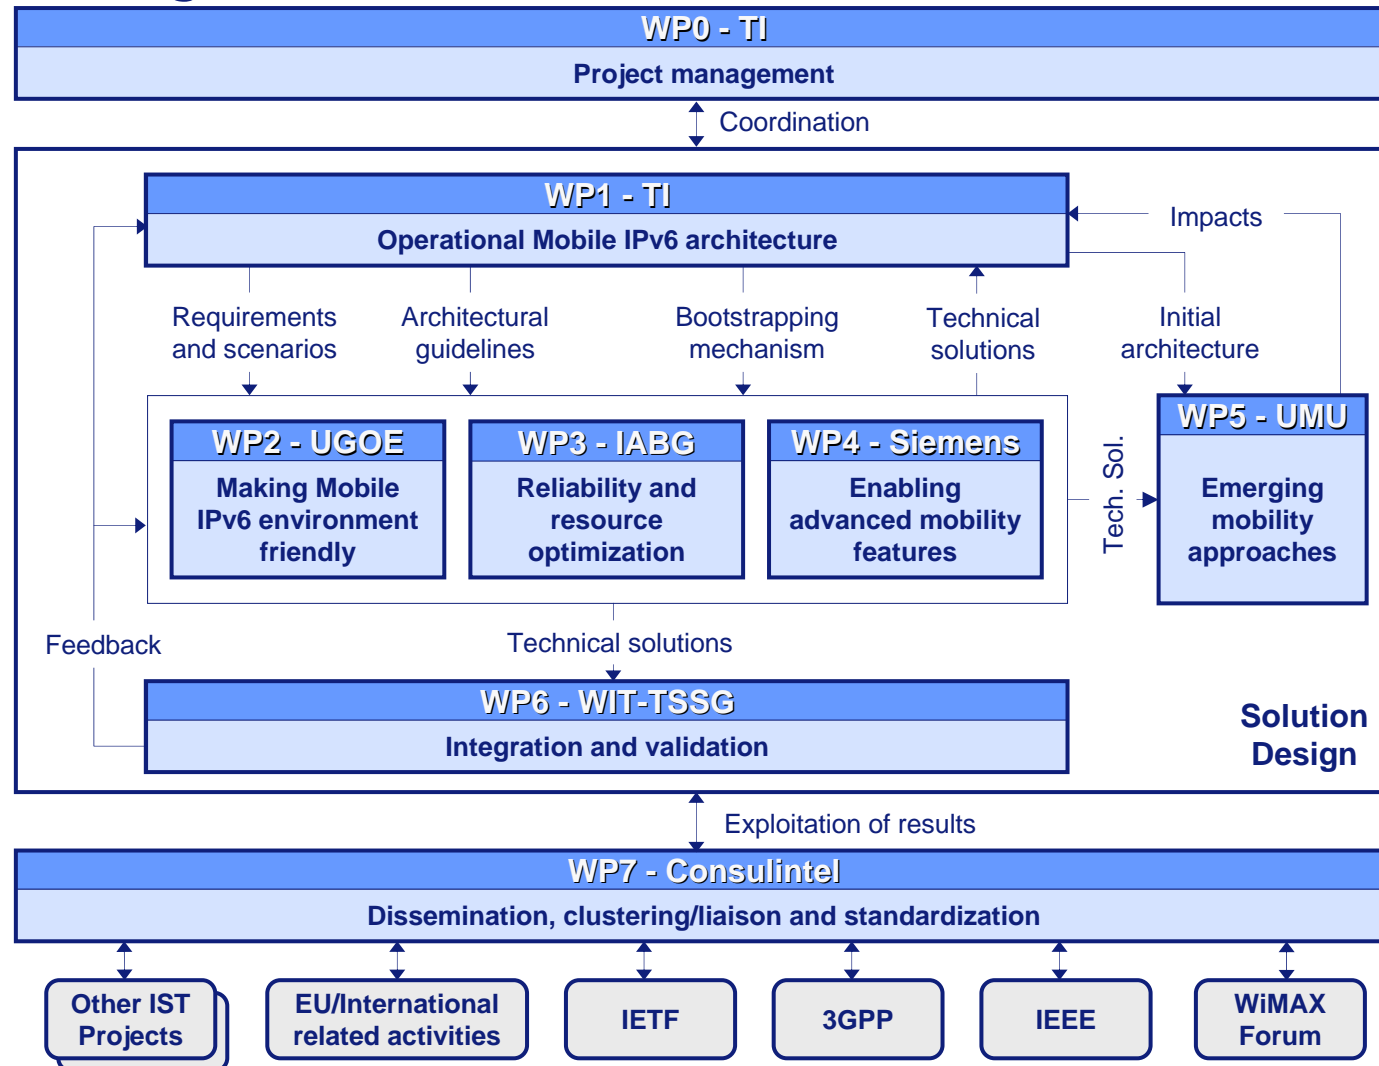 WP0 - TI
Project management
Coordination
WP1 - TI
Operational Mobile IPv6 architecture
Impacts
Requirements
and scenarios
Architectural
guidelines
Bootstrapping
mechanism
Technical
solutions
Initial
architecture
WP2 - UGOE
Making Mobile
IPv6 environment
friendly
WP3 - IABG
Reliability and
resource
optimization
WP4 - Siemens
Enabling
advanced mobility
features
Tech. Sol.
WP5 - UMU
Emerging
mobility
approaches
Feedback
Technical solutions
WP6 - WIT-TSSG
Integration and validation
Solution
Design
Exploitation of results
WP7 - Consulintel
Dissemination, clustering/liaison and standardization
Other IST
Projects
EU/International
related activities
IETF
3GPP
IEEE
WiMAX
Forum